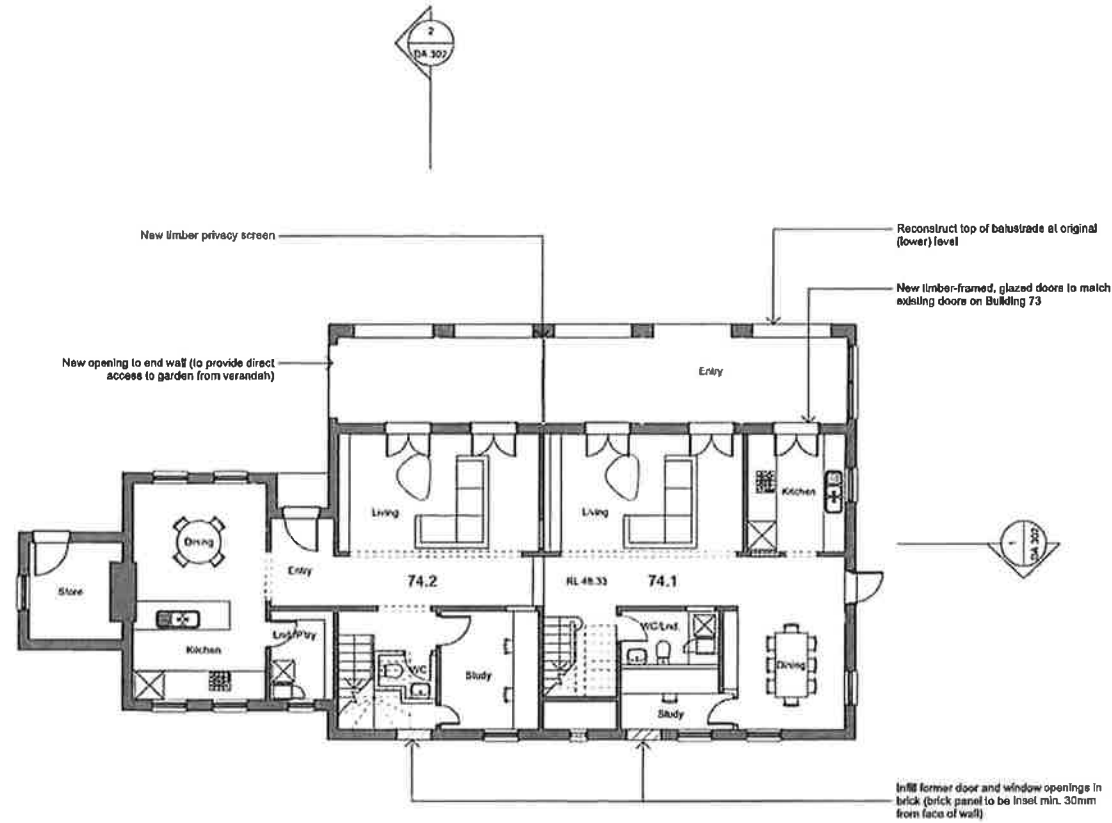 2
DA 302
New timber privacy screen
Reconstruct top of balustrade at original
(lower) level
New timber-framed, glazed doors to match
existing doors on Building 73
New opening to end wall (to provide direct
access to garden from verandah)
Entry
Living
Living
Kitchen
Dining
1
DA 302
Store
Entry
74.2
RL 48.33
74.1
Kitchen
WC
Study
WC/Lnd.
Dining
Study
Infill former door and window openings in
brick (brick panel to be inset min. 30mm
from face of wall)